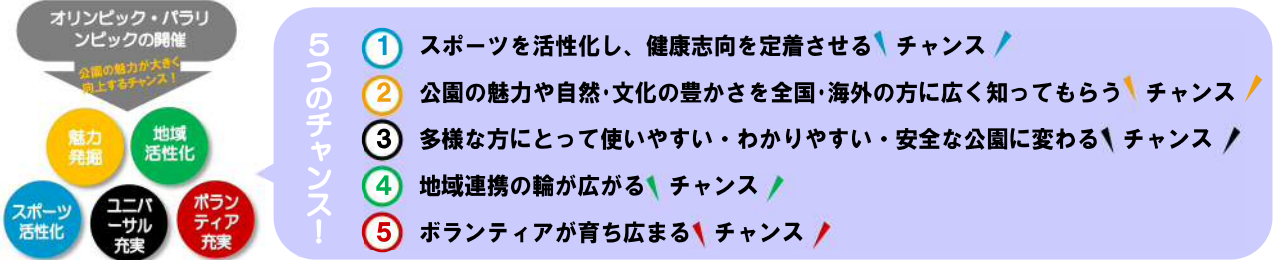 オリンピック・パラリ
ンピックの開催
公園の魅力が大きく
向上するチャンス！
魅力
発掘
地域
活性化
スポーツ
活性化
ユニバ
ーサル
充実
ボラン
ティア
充実
5つのチャンス！
1 スポーツを活性化し、健康志向を定着させる チャンス
2 公園の魅力や自然・文化の豊かさを全国・海外の方に広く知ってもらう チャンス
3 多様な方にとって使いやすい・わかりやすい・安全な公園に変わる チャンス
4 地域連携の輪が広がる チャンス
5 ボランティアが育ち広まる チャンス